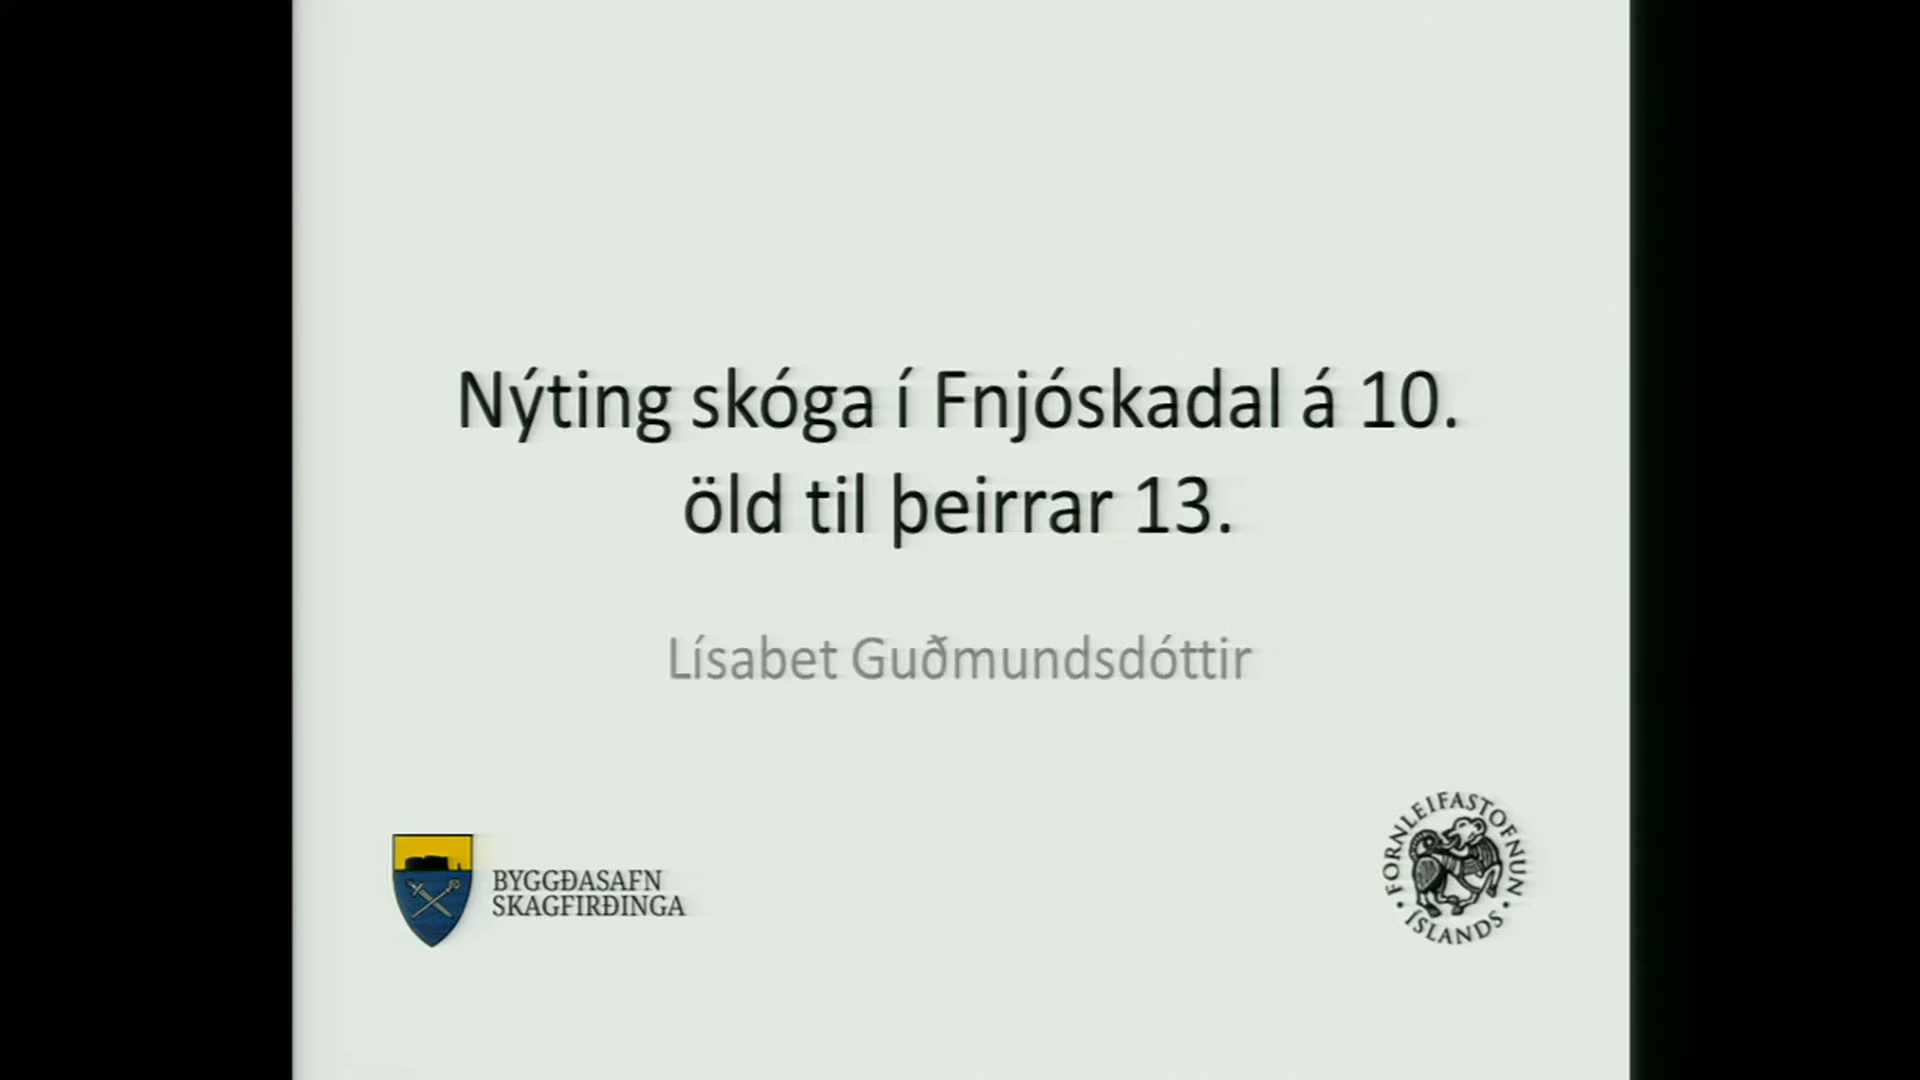 Nýting skóga í Fnjóskadal á 10.
öld til þeirrar 13.
Lísabet Guðmundsdóttir
BYGGÐASAFN
SKAGFIRÐINGA
FORNLEIFASTOFNUN
ÍSLANDS